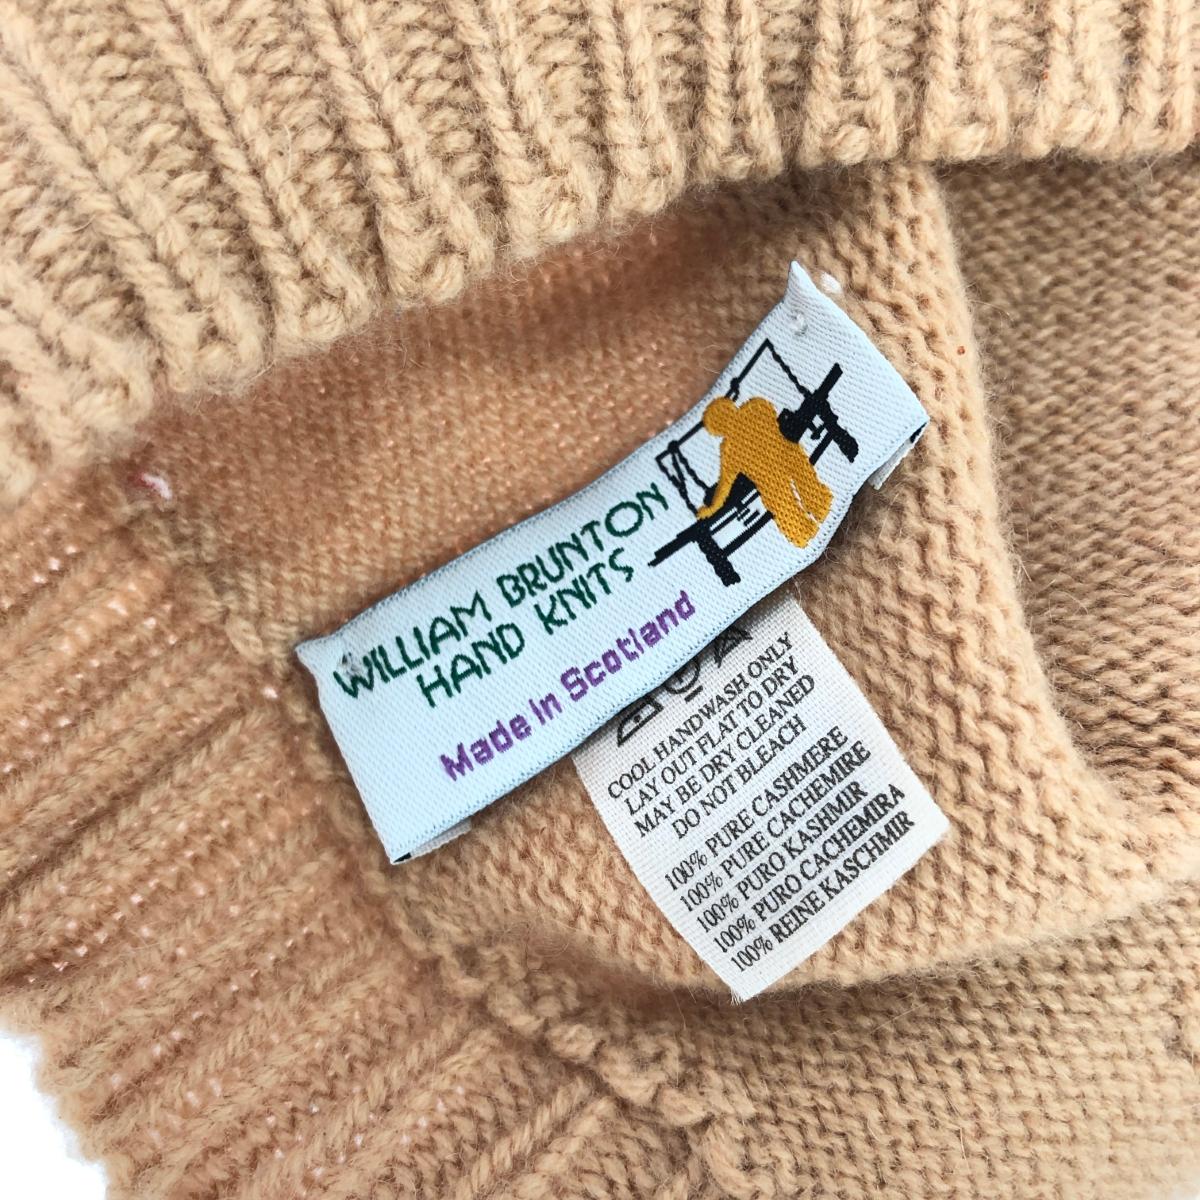 WILLIAM BRUNTON
HAND KNITS
Made in Scotland
COOL HANDWASH ONLY
LAY OUT FLAT TO DRY
MAY BE DRY CLEANED
DO NOT BLEACH
100% PURE CASHMERE
100% PURE CACHEMIRE
100% PURO KASHMIR
100% PURO CACHEMIRA
100% REINE KASCHMIR